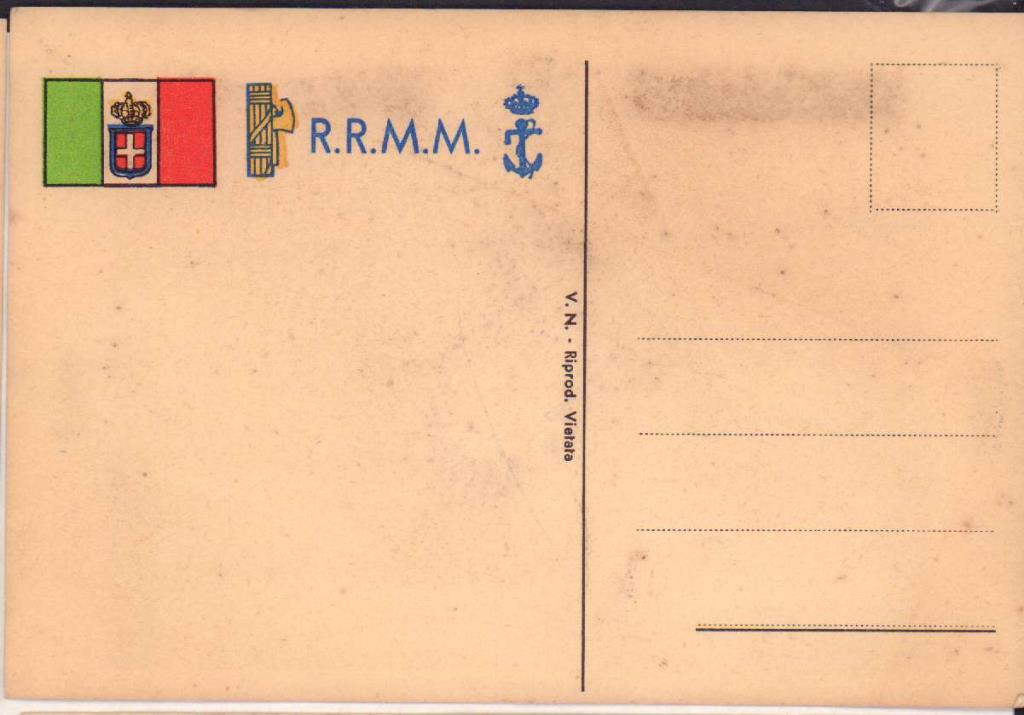 R.R.M.M.
V. N. - Riprod. Vietata